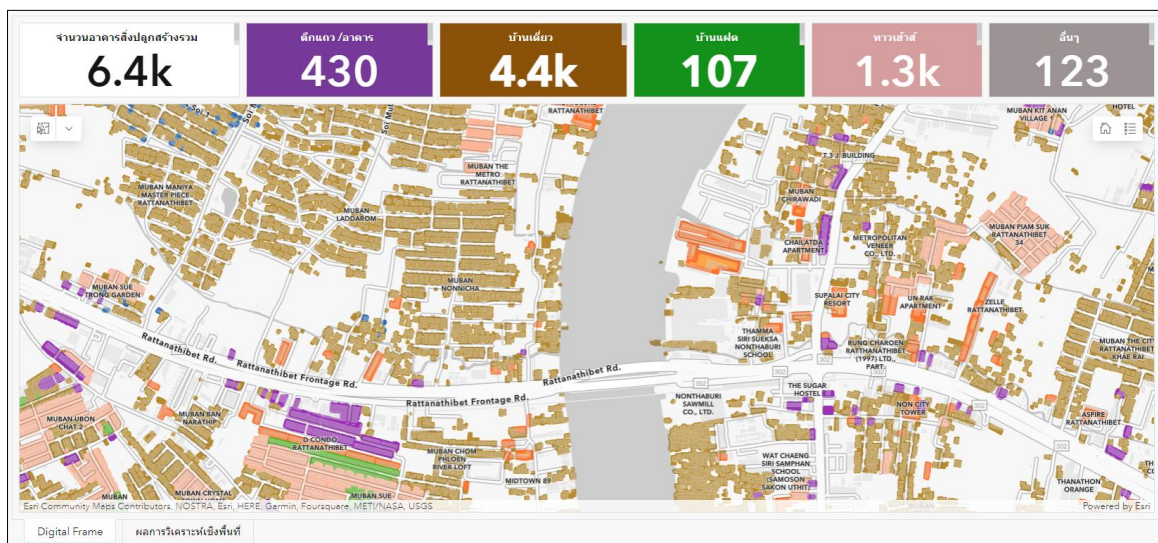 จำนวนอาคารสิ่งปลูกสร้างรวม
6.4k
ตึกแถว /อาคาร
430
บ้านเดี่ยว
4.4k
บ้านแฝด
107
ทาวเฮ้าส์
1.3k
อื่นๆ
123
Soi 1
RATTANATHIBET
MUBAN KIT ANAN
VILLAGE 1
HOTEL
T.3 J. BUILDING
MUBAN THE
METRO
RATTANATHIBET
MUBAN MANIYA
MASTER PIECE
RATTANATHIBET
MUBAN
LADDAROM
MUBAN
CHIRAWADI
CHAILATDA
APARTMENT
METROPOLITAN
VENEER
CO., LTD.
MUBAN PIAM SUK
RATTANATHIBET
34
MUBAN SUE
TRONG GARDEN
MUBAN
NONNICHA
SUPALAI CITY
RESORT
UN RAK
APARTMENT
ZELLE
RATTANATHIBET
THAMMA
SIRI SUEKSA
NONTHABURI
SCHOOL
RUNG CHAROEN
RATTHANATHIBET
(1997) LTD.,
PART.
MUBAN THE CITY
RATTANATHIBET
KHAE RAI
Rattanathibet Rd.
Rattanathibet Frontage Rd.
Rattanathibet Rd.
Rattanathibet Frontage Rd.
302
302
302
302
302
302
NONTHABURI
SAWMILL
CO., LTD.
THE SUGAR
HOSTEL
NON CITY
TOWER
ASPIRE
RATTANATHIBET
MUBAN UBON
CHAT 2
MUBAN BAN
NARATHIP
D CONDO
RATTANATHIBET
MUBAN CHOM
PHLOEN
RIVER LOFT
MIDTOWN 89
WAT CHAENG
SIRI SAMPHAN
SCHOOL
(SAMOSON
SAKON UTHIT)
THANATHON
ORANGE
MUBAN
MUBAN CRYSTAL
MUBAN SUE
Esri Community Maps Contributors, NOSTRA, Esri, HERE, Garmin, Foursquare, METI/NASA, USGS
Powered by Esri
Digital Frame
ผลการวิเคราะห์เชิงพื้นที่